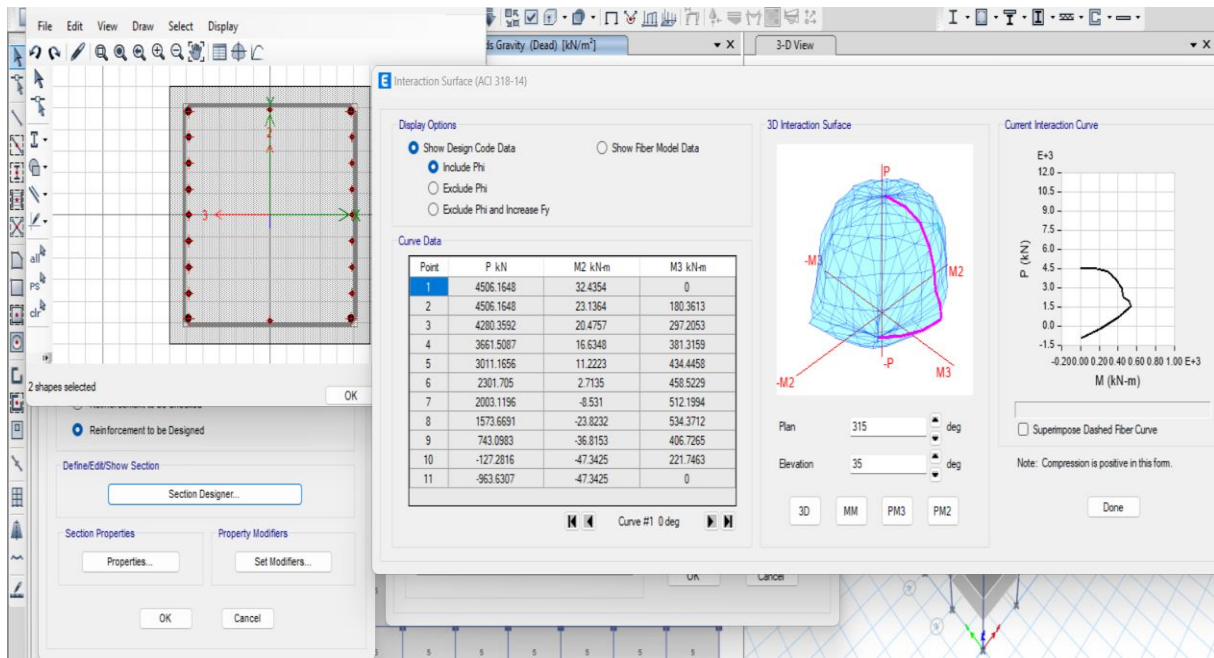 File Edit View Draw Select Display
ds Gravity (Dead) [kN/m²]
X
3-D View
X
all
PS
clr
2
3
2 shapes selected
OK
Reinforcement to be Designed
Define/Edit/Show Section
Section Designer...
Section Properties
Property Modifiers
Properties...
Set Modifiers...
OK
Cancel
E Interaction Surface (ACI 318-14)
Display Options
Show Design Code Data
Show Fiber Model Data
Include Phi
Exclude Phi
Exclude Phi and Increase Fy
Curve Data
Point P kN M2 kN-m M3 kN-m
1 4506.1648 32.4354 0
2 4506.1648 23.1364 180.3613
3 4280.3592 20.4757 297.2053
4 3661.5087 16.6348 381.3159
5 3011.1656 11.2223 434.4458
6 2301.705 2.7135 458.5229
7 2003.1196 -8.531 512.1994
8 1573.6691 -23.8232 534.3712
9 743.0983 -36.8153 406.7265
10 -127.2816 -47.3425 221.7463
11 -963.6307 -47.3425 0
Curve #1 0 deg
3D Interaction Surface
P
-M3
M2
-P
-M2
M3
Plan 315 deg
Elevation 35 deg
3D MM PM3 PM2
Current Interaction Curve
E+3
12.0
10.5
9.0
7.5
6.0
4.5
3.0
1.5
0.0
-1.5
P (kN)
-0.200.00 0.20 0.40 0.60 0.80 1.00 E+3
M (kN-m)
Superimpose Dashed Fiber Curve
Note: Compression is positive in this form.
Done
OK
Cancel
5 5 5 5 5 5